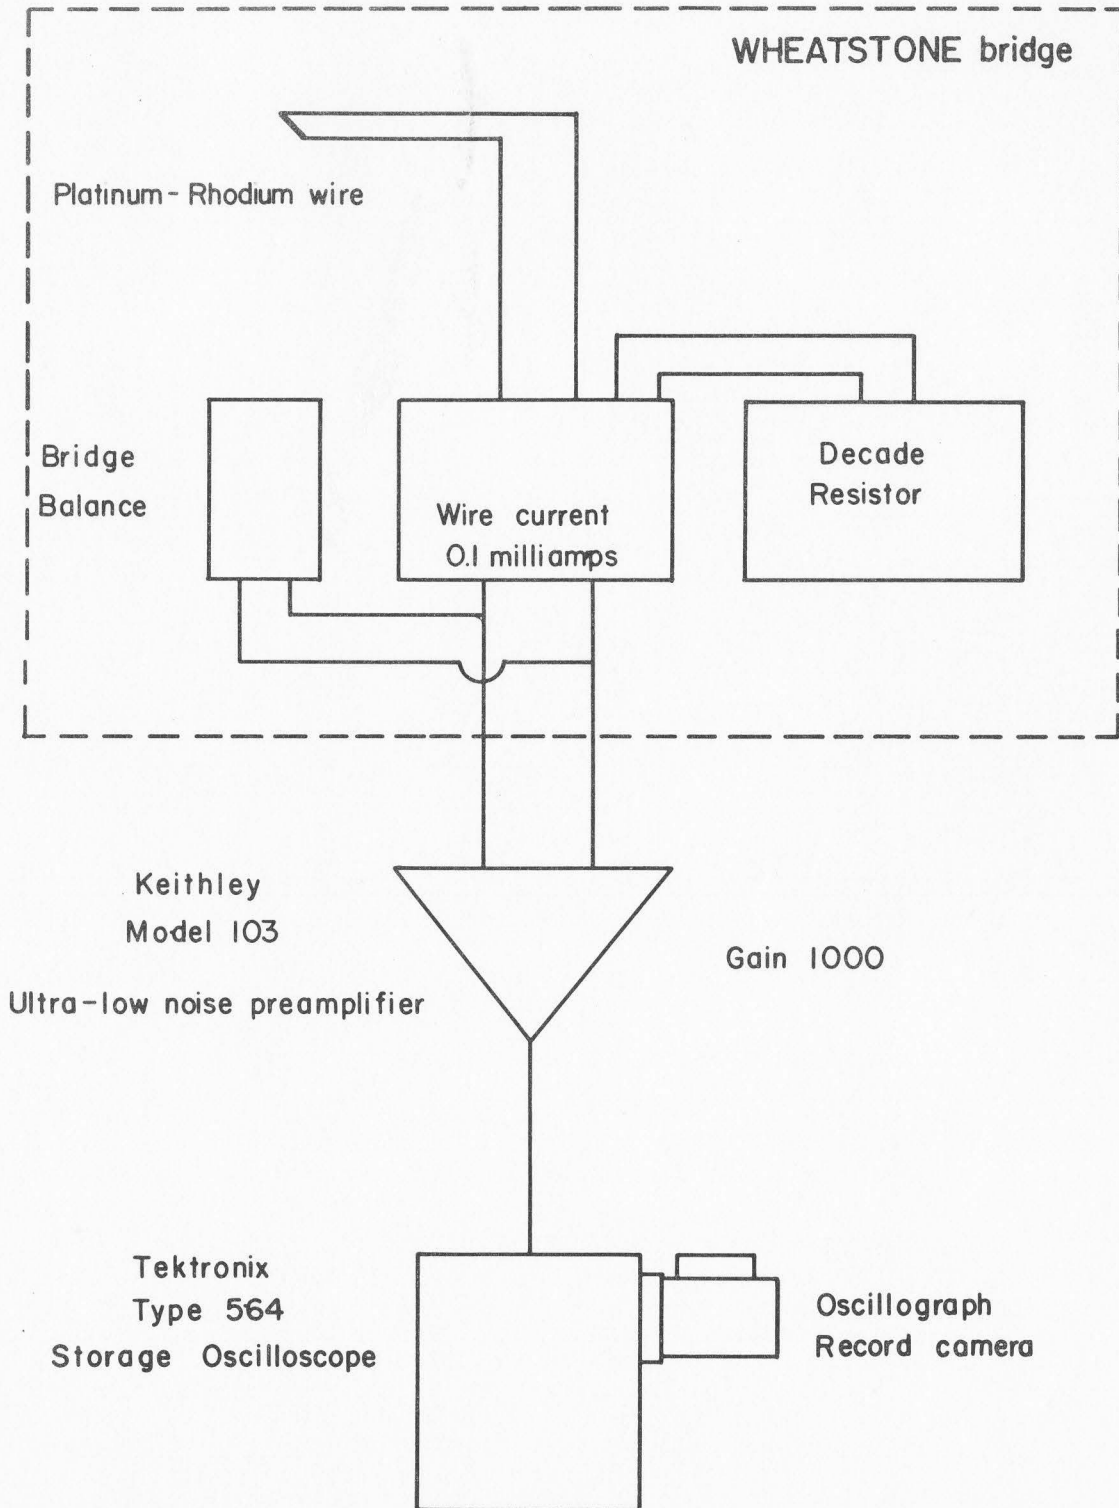 WHEATSTONE bridge
Platinum-Rhodium wire
Bridge
Balance
Wire current
0.1 milliamps
Decade
Resistor
Keithley
Model 103
Ultra-low noise preamplifier
Gain 1000
Tektronix
Type 564
Storage Oscilloscope
Oscillograph
Record camera